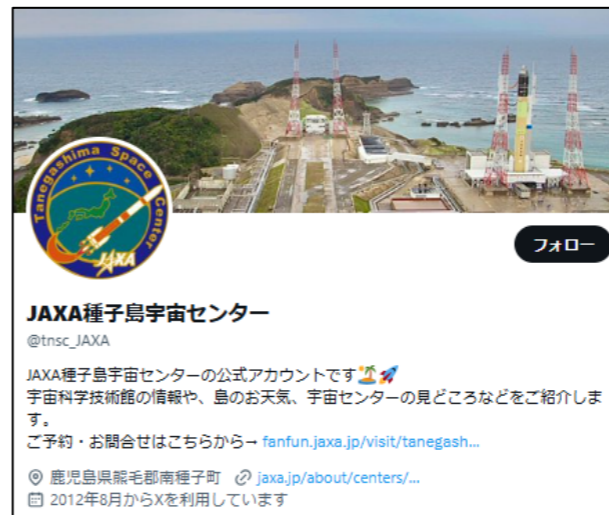 Tanegashima Space Center
JAXA
フォロー
JAXA種子島宇宙センター
@tnsc_JAXA
JAXA種子島宇宙センターの公式アカウントです🏝️🚀
宇宙科学技術館の情報や、島のお天気、宇宙センターの見どころなどをご紹介しま
す。
ご予約・お問合せはこちらから→ fanfun.jaxa.jp/visit/tanegash...
鹿児島県熊毛郡南種子町 jaxa.jp/about/centers/...
2012年8月からXを利用しています